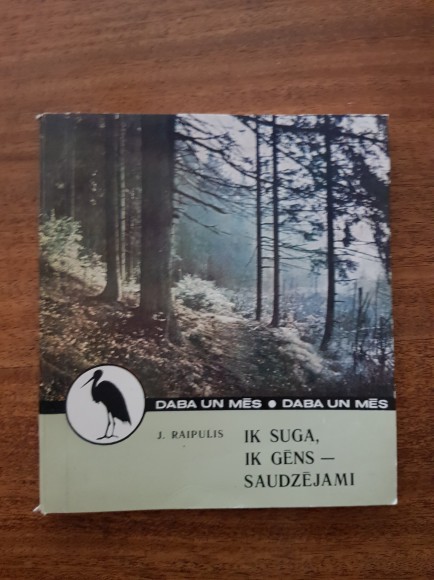 DABA UN MĒS ● DABA UN MĒS
J. RAIPULIS
IK SUGA,
IK GĒNS —
SAUDZĒJAMI